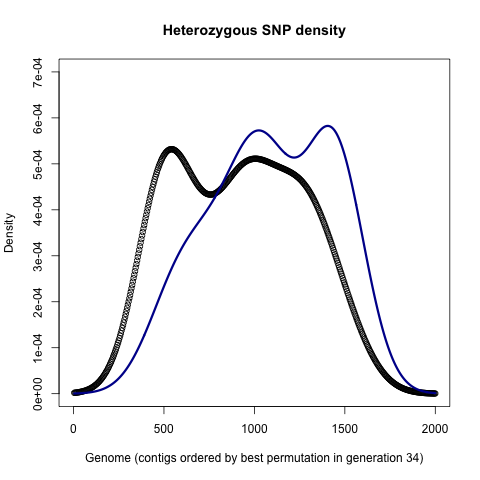 Heterozygous SNP density
Density
7e-04
6e-04
5e-04
4e-04
3e-04
2e-04
1e-04
0e+00
0 500 1000 1500 2000
Genome (contigs ordered by best permutation in generation 34)